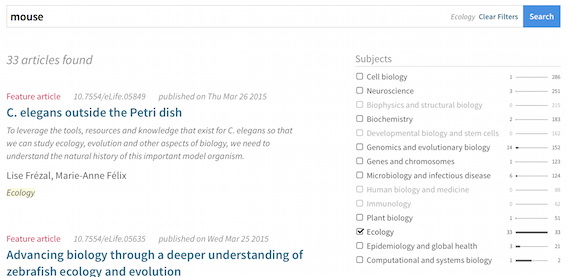 mouse
Ecology Clear Filters Search
33 articles found
Feature article 10.7554/eLife.05849 published on Thu Mar 26 2015
C. elegans outside the Petri dish
To leverage the tools, resources and knowledge that exist for C. elegans so that
we can study ecology, evolution and other aspects of biology, we need to
understand the natural history of this important model organism.
Lise Frézal, Marie-Anne Félix
Ecology
Feature article 10.7554/eLife.05635 published on Wed Mar 25 2015
Advancing biology through a deeper understanding of
zebrafish ecology and evolution
Subjects
Cell biology 1 286
Neuroscience 3 251
Biophysics and structural biology 0 215
Biochemistry 2 183
Developmental biology and stem cells 0 162
Genomics and evolutionary biology 14 152
Genes and chromosomes 1 123
Microbiology and infectious disease 6 124
Human biology and medicine 0 98
Immunology 0 52
Plant biology 1 51
Ecology 33 33
Epidemiology and global health 3 21
Computational and systems biology 1 2